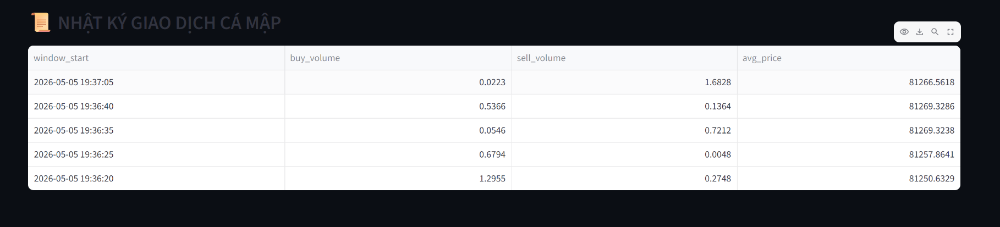 NHẬT KÝ GIAO DỊCH CÁ MẬP
window_start buy_volume sell_volume avg_price
2026-05-05 19:37:05 0.0223 1.6828 81266.5618
2026-05-05 19:36:40 0.5366 0.1364 81269.3286
2026-05-05 19:36:35 0.0546 0.7212 81269.3238
2026-05-05 19:36:25 0.6794 0.0048 81257.8641
2026-05-05 19:36:20 1.2955 0.2748 81250.6329